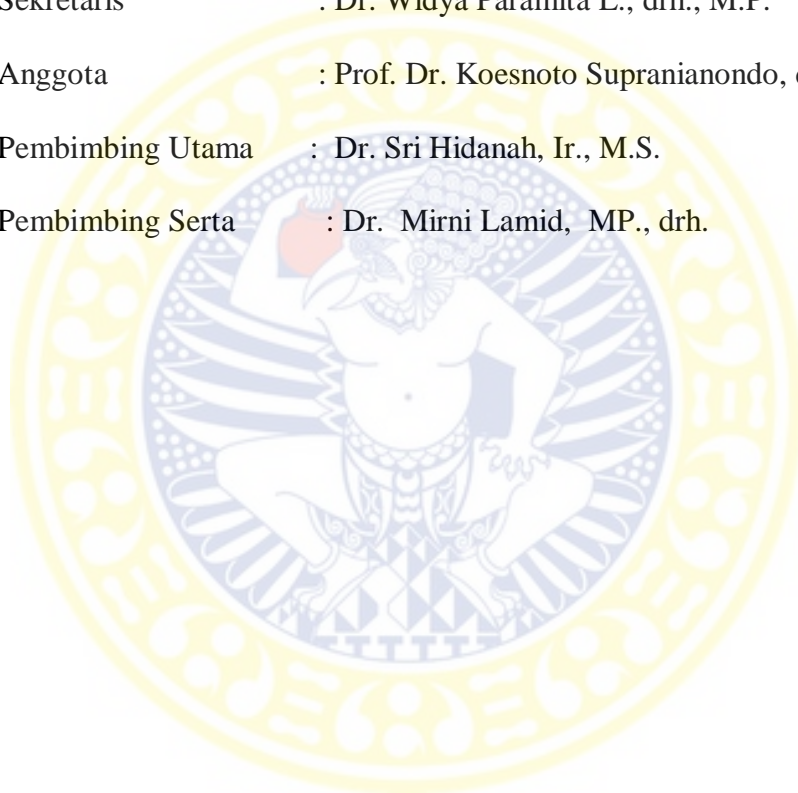 Sekretaris : Dr. Widya Paramita L., drh., M.P.
Anggota : Prof. Dr. Koesnoto Supranianondo,
Pembimbing Utama : Dr. Sri Hidanah, Ir., M.S.
Pembimbing Serta : Dr. Mirni Lamid, MP., drh.